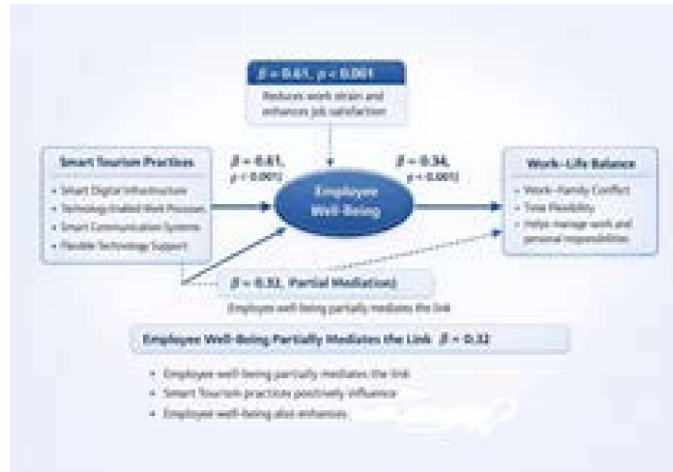 β = 0.61, p < 0.001
Reduces work strain and
enhances job satisfaction
Smart Tourism Practices
• Smart Digital Infrastructure
• Technology-Enabled Work Processes
• Smart Communication Systems
• Flexible Technology Support
β = 0.61,
p < 0.001)
Employee
Well-Being
β = 0.34,
p < 0.001)
Work–Life Balance
• Work–Family Conflict
• Time Flexibility
• Helps manage work and
personal responsibilities
β = 0.32, Partial Mediation)
Employee well-being partially mediates the link
Employee Well-Being Partially Mediates the Link β = 0.32
• Employee well-being partially mediates the link
• Smart Tourism practices positively influence
• Employee well-being also enhances